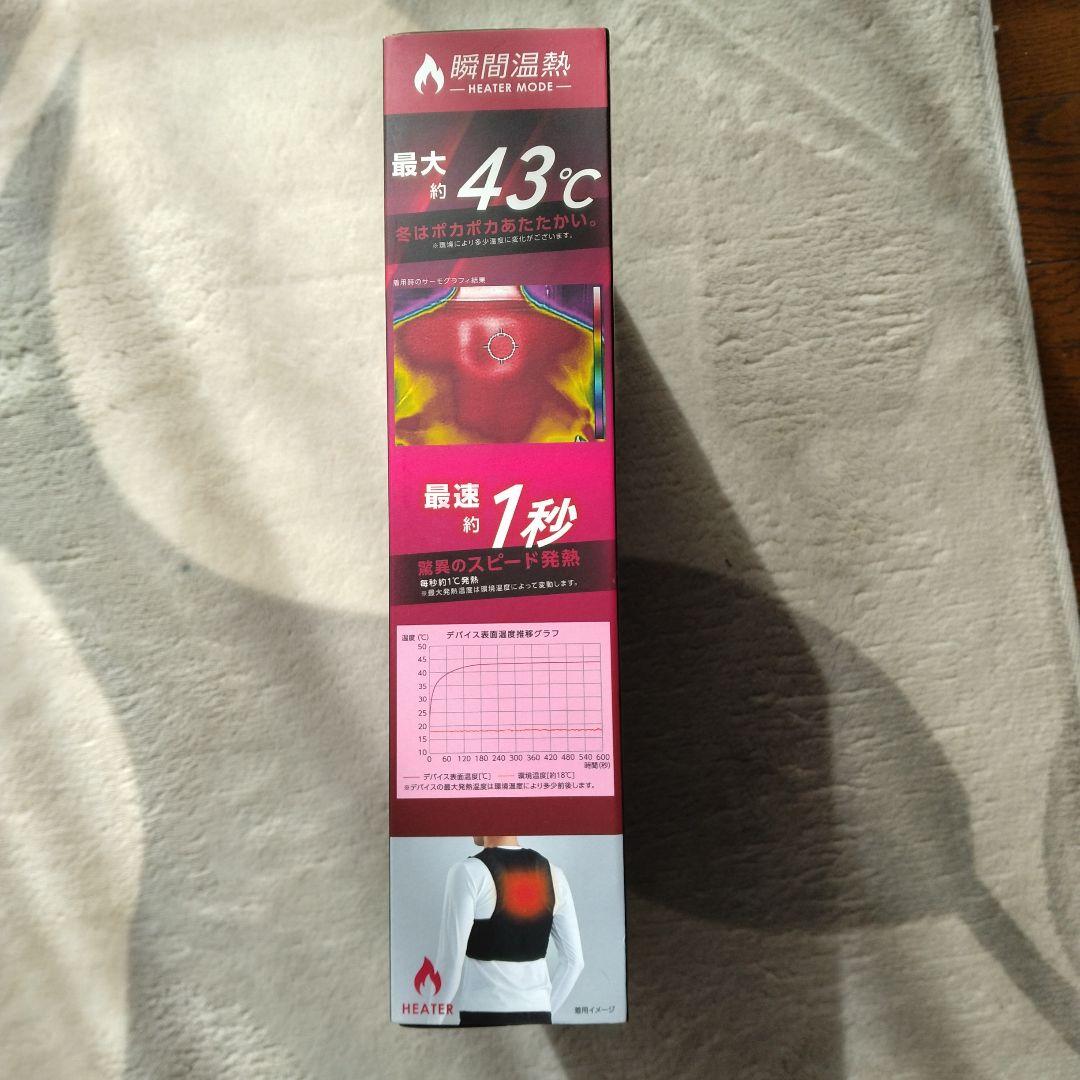 瞬間温熱
HEATER MODE
最大
約 43℃
冬はポカポカあたたかい。
※環境により多少温度に変化がございます。
着用時のサーモグラフィ結果
最速
約 1秒
驚異のスピード発熱
毎秒約1℃発熱
※最大発熱温度は環境温度によって変動します。
温度(℃) デバイス表面温度推移グラフ
50
45
40
35
30
25
20
15
10
0 60 120 180 240 300 360 420 480 540 600
時間(秒)
デバイス表面温度[℃] 環境温度[約18℃]
※デバイスの最大発熱温度は環境温度により多少前後します。
HEATER
着用イメージ